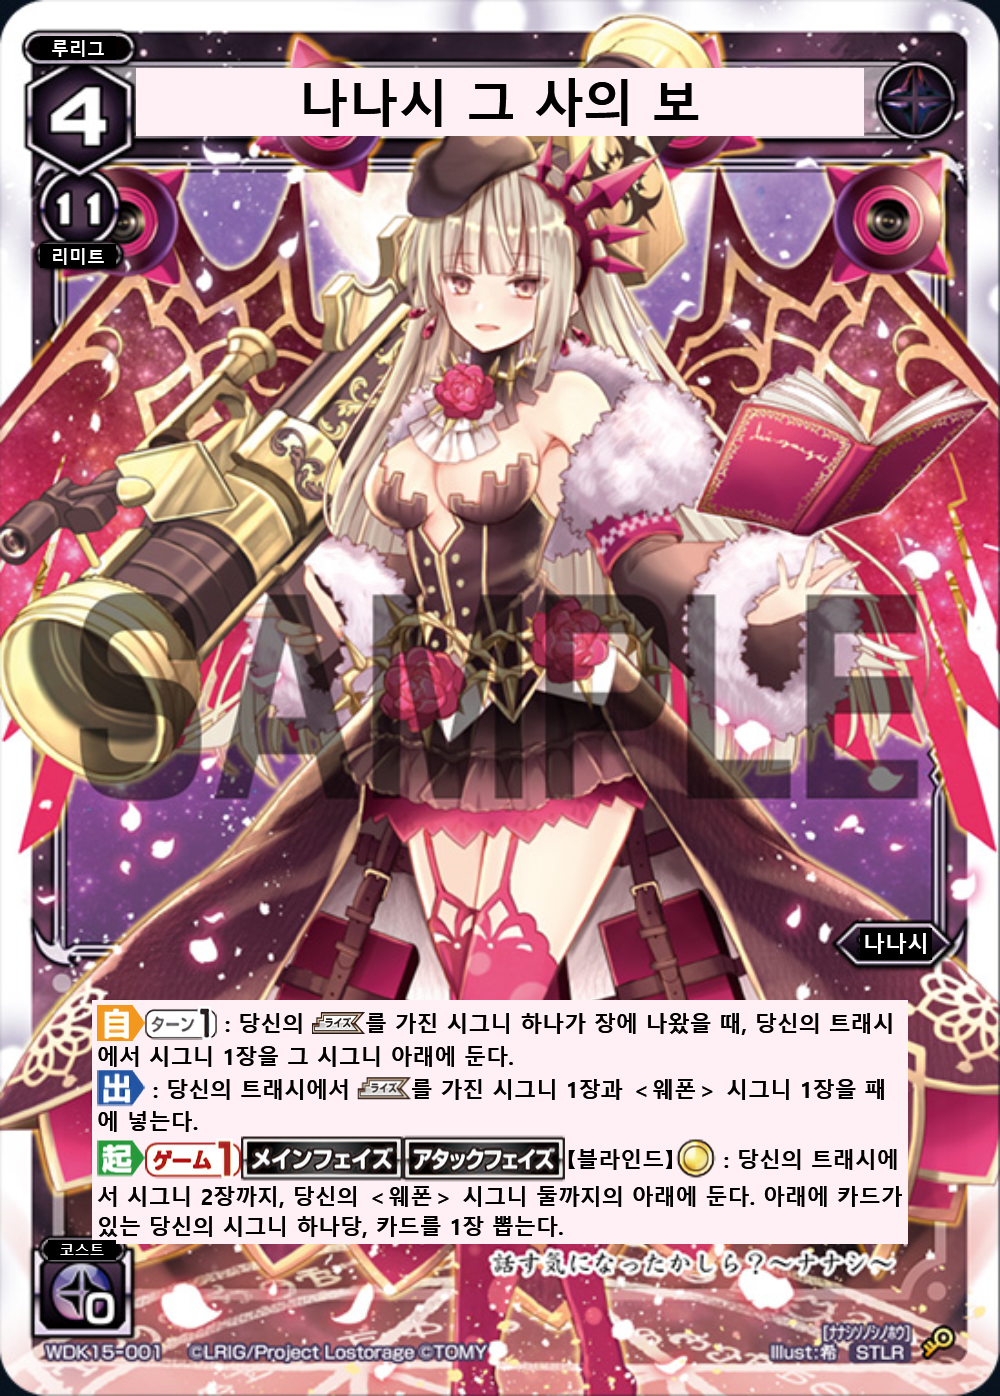 루리그
4
나나시 그 사의 보
11
리미트
SAMPLE
나나시
自 ターン1 : 당신의 ライズ를 가진 시그니 하나가 장에 나왔을 때, 당신의 트래시
에서 시그니 1장을 그 시그니 아래에 둔다.
出 : 당신의 트래시에서 ライズ를 가진 시그니 1장과 <웨폰> 시그니 1장을 패
에 넣는다.
起 ゲーム1 メインフェイズ アタックフェイズ【블라인드】 : 당신의 트래시에
서 시그니 2장까지, 당신의 <웨폰> 시그니 둘까지의 아래에 둔다. 아래에 카드가
있는 당신의 시그니 하나당, 카드를 1장 뽑는다.
코스트
0
話す気になったかしら？～ナナシ～
[ナナシソノシノホウ]
WDK15-001 ©LRIG/Project Lostorage ©TOMY Illust:希 STLR